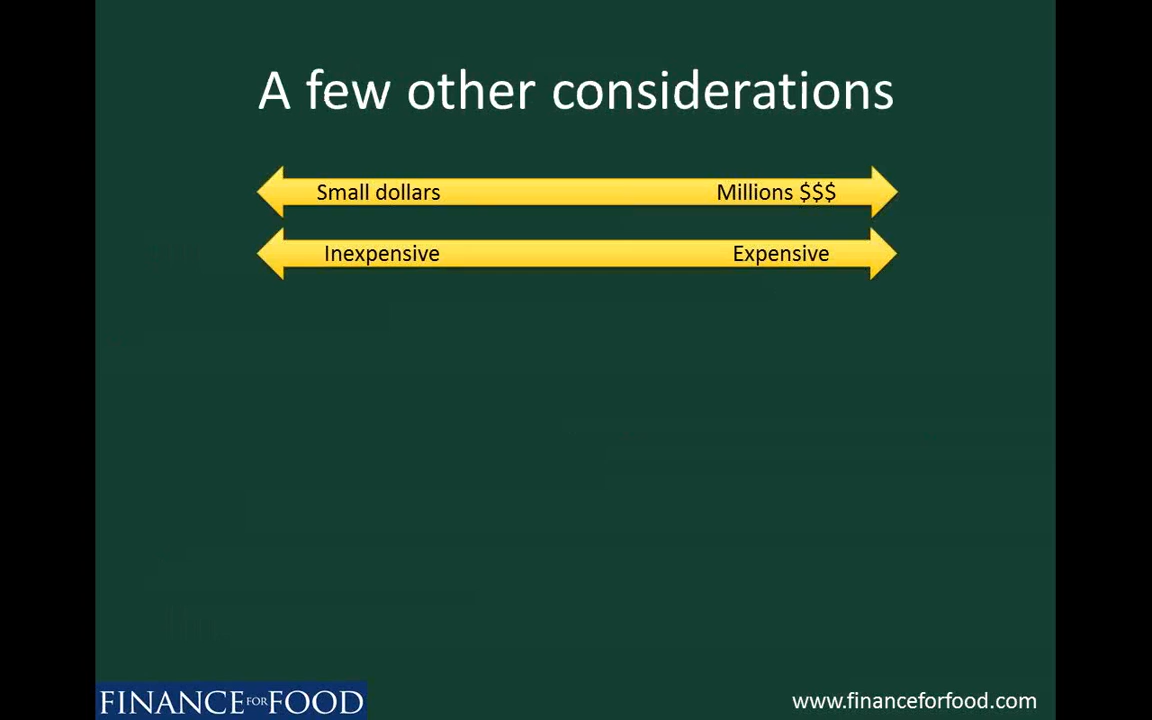 A few other considerations
Small dollars Millions $$$
Inexpensive Expensive
FINANCE FOR FOOD www.financeforfood.com